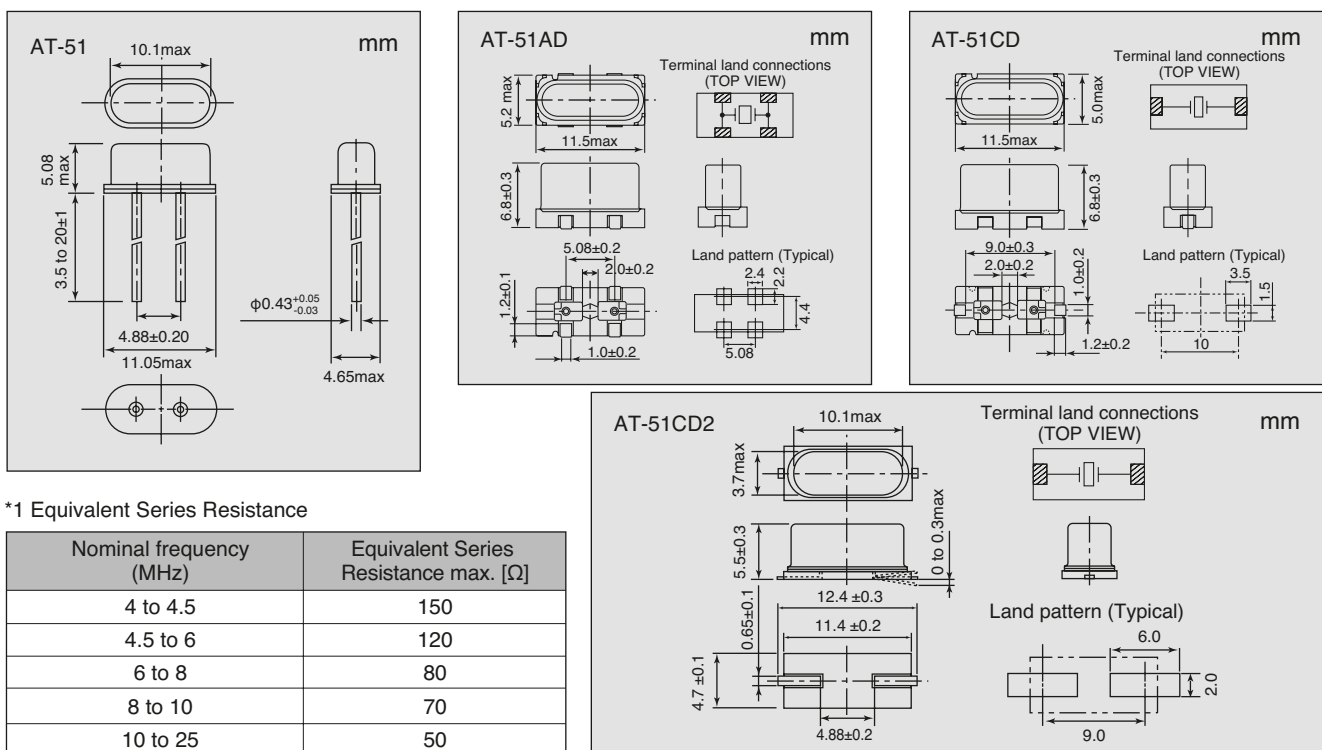 AT-51
mm
10.1max
5.08
max
3.5 to 20±1
4.88±0.20
11.05max
ϕ0.43 +0.05 -0.03
4.65max
AT-51AD
mm
Terminal land connections
(TOP VIEW)
5.2 max
11.5max
6.8±0.3
5.08±0.2
2.0±0.2
1.2±0.1
1.0±0.2
Land pattern (Typical)
2.4
2.2
4.4
5.08
AT-51CD
mm
Terminal land connections
(TOP VIEW)
5.0max
11.5max
6.8±0.3
9.0±0.3
2.0±0.2
1.0±0.2
1.2±0.2
Land pattern (Typical)
3.5
1.5
10
AT-51CD2
mm
10.1max
Terminal land connections
(TOP VIEW)
3.7max
5.5±0.3
0 to 0.3max
0.65±0.1
12.4 ±0.3
11.4 ±0.2
4.7 ±0.1
4.88±0.2
Land pattern (Typical)
6.0
2.0
9.0
*1 Equivalent Series Resistance
Nominal frequency
(MHz)
Equivalent Series
Resistance max. [Ω]
4 to 4.5 150
4.5 to 6 120
6 to 8 80
8 to 10 70
10 to 25 50